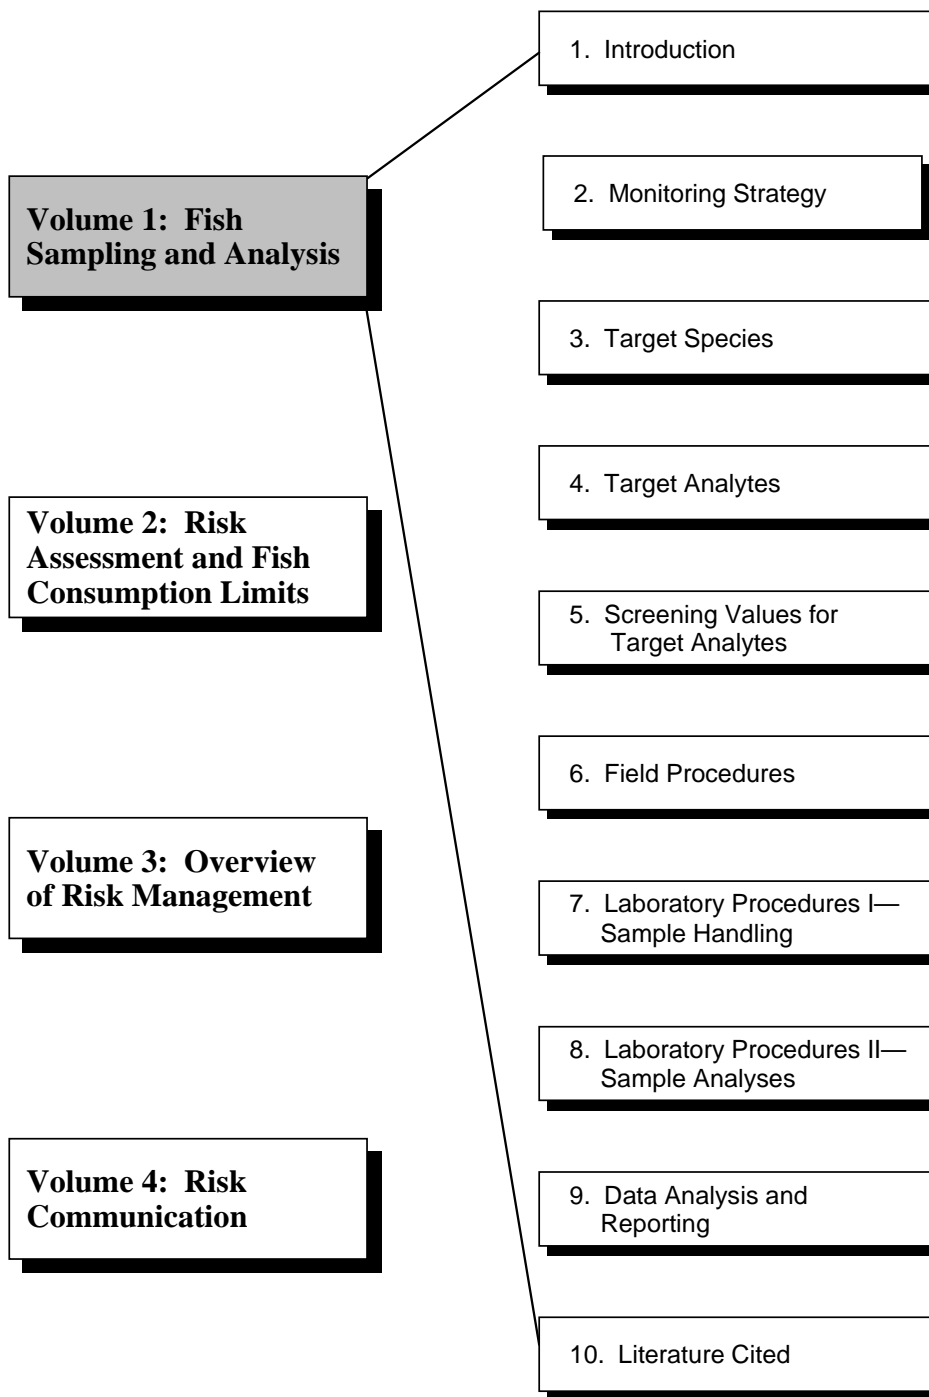 Volume 1: Fish
Sampling and Analysis
Volume 2: Risk
Assessment and Fish
Consumption Limits
Volume 3: Overview
of Risk Management
Volume 4: Risk
Communication
1. Introduction
2. Monitoring Strategy
3. Target Species
4. Target Analytes
5. Screening Values for
Target Analytes
6. Field Procedures
7. Laboratory Procedures I—
Sample Handling
8. Laboratory Procedures II—
Sample Analyses
9. Data Analysis and
Reporting
10. Literature Cited